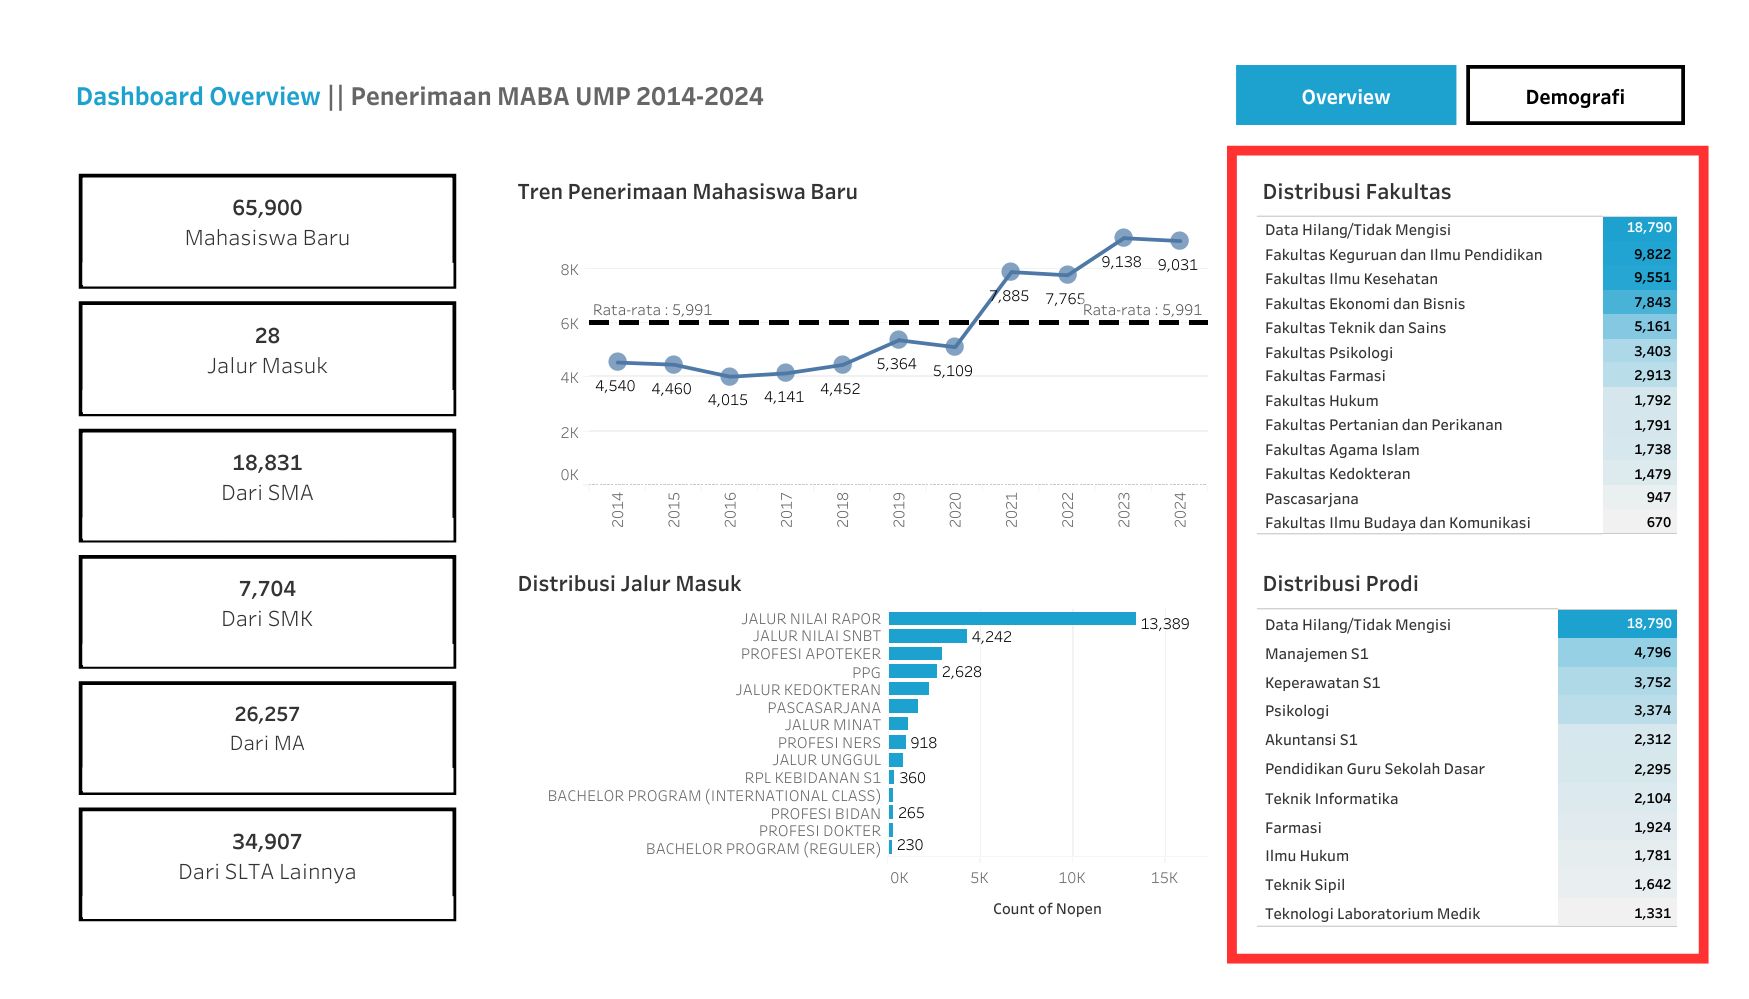 Dashboard Overview || Penerimaan MABA UMP 2014-2024
Overview
Demografi
65,900
Mahasiswa Baru
28
Jalur Masuk
18,831
Dari SMA
7,704
Dari SMK
26,257
Dari MA
34,907
Dari SLTA Lainnya
Tren Penerimaan Mahasiswa Baru
8K
6K
4K
2K
0K
Rata-rata : 5,991
Rata-rata : 5,991
4,540
4,460
4,015
4,141
4,452
5,364
5,109
7,885
7,765
9,138
9,031
2014
2015
2016
2017
2018
2019
2020
2021
2022
2023
2024
Distribusi Jalur Masuk
JALUR NILAI RAPOR 13,389
JALUR NILAI SNBT 4,242
PROFESI APOTEKER
PPG 2,628
JALUR KEDOKTERAN
PASCASARJANA
JALUR MINAT
PROFESI NERS 918
JALUR UNGGUL
RPL KEBIDANAN S1 360
BACHELOR PROGRAM (INTERNATIONAL CLASS)
PROFESI BIDAN 265
PROFESI DOKTER
BACHELOR PROGRAM (REGULER) 230
0K 5K 10K 15K
Count of Nopen
Distribusi Fakultas
Data Hilang/Tidak Mengisi 18,790
Fakultas Keguruan dan Ilmu Pendidikan 9,822
Fakultas Ilmu Kesehatan 9,551
Fakultas Ekonomi dan Bisnis 7,843
Fakultas Teknik dan Sains 5,161
Fakultas Psikologi 3,403
Fakultas Farmasi 2,913
Fakultas Hukum 1,792
Fakultas Pertanian dan Perikanan 1,791
Fakultas Agama Islam 1,738
Fakultas Kedokteran 1,479
Pascasarjana 947
Fakultas Ilmu Budaya dan Komunikasi 670
Distribusi Prodi
Data Hilang/Tidak Mengisi 18,790
Manajemen S1 4,796
Keperawatan S1 3,752
Psikologi 3,374
Akuntansi S1 2,312
Pendidikan Guru Sekolah Dasar 2,295
Teknik Informatika 2,104
Farmasi 1,924
Ilmu Hukum 1,781
Teknik Sipil 1,642
Teknologi Laboratorium Medik 1,331